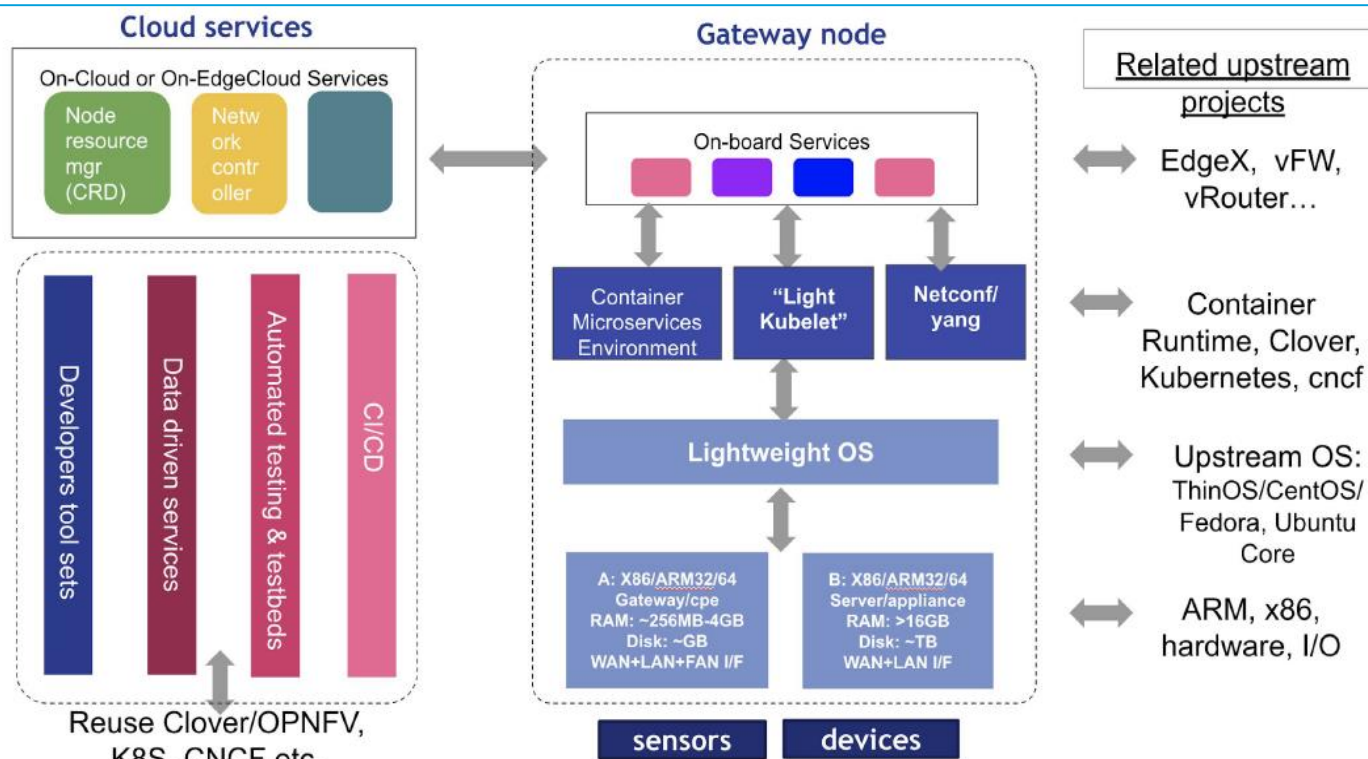 Cloud services
On-Cloud or On-EdgeCloud Services
Node
resource
mgr
(CRD)
Netw
ork
contr
oller
Developers tool sets
Data driven services
Automated testing & testbeds
CI/CD
Reuse Clover/OPNFV,
K8S, CNCF etc
Gateway node
On-board Services
Container
Microservices
Environment
“Light
Kubelet”
Netconf/
yang
Lightweight OS
A: X86/ARM32/64
Gateway/cpe
RAM: ~256MB-4GB
Disk: ~GB
WAN+LAN+FAN I/F
B: X86/ARM32/64
Server/appliance
RAM: >16GB
Disk: ~TB
WAN+LAN I/F
sensors
devices
Related upstream
projects
EdgeX, vFW,
vRouter…
Container
Runtime, Clover,
Kubernetes, cncf
Upstream OS:
ThinOS/CentOS/
Fedora, Ubuntu
Core
ARM, x86,
hardware, I/O